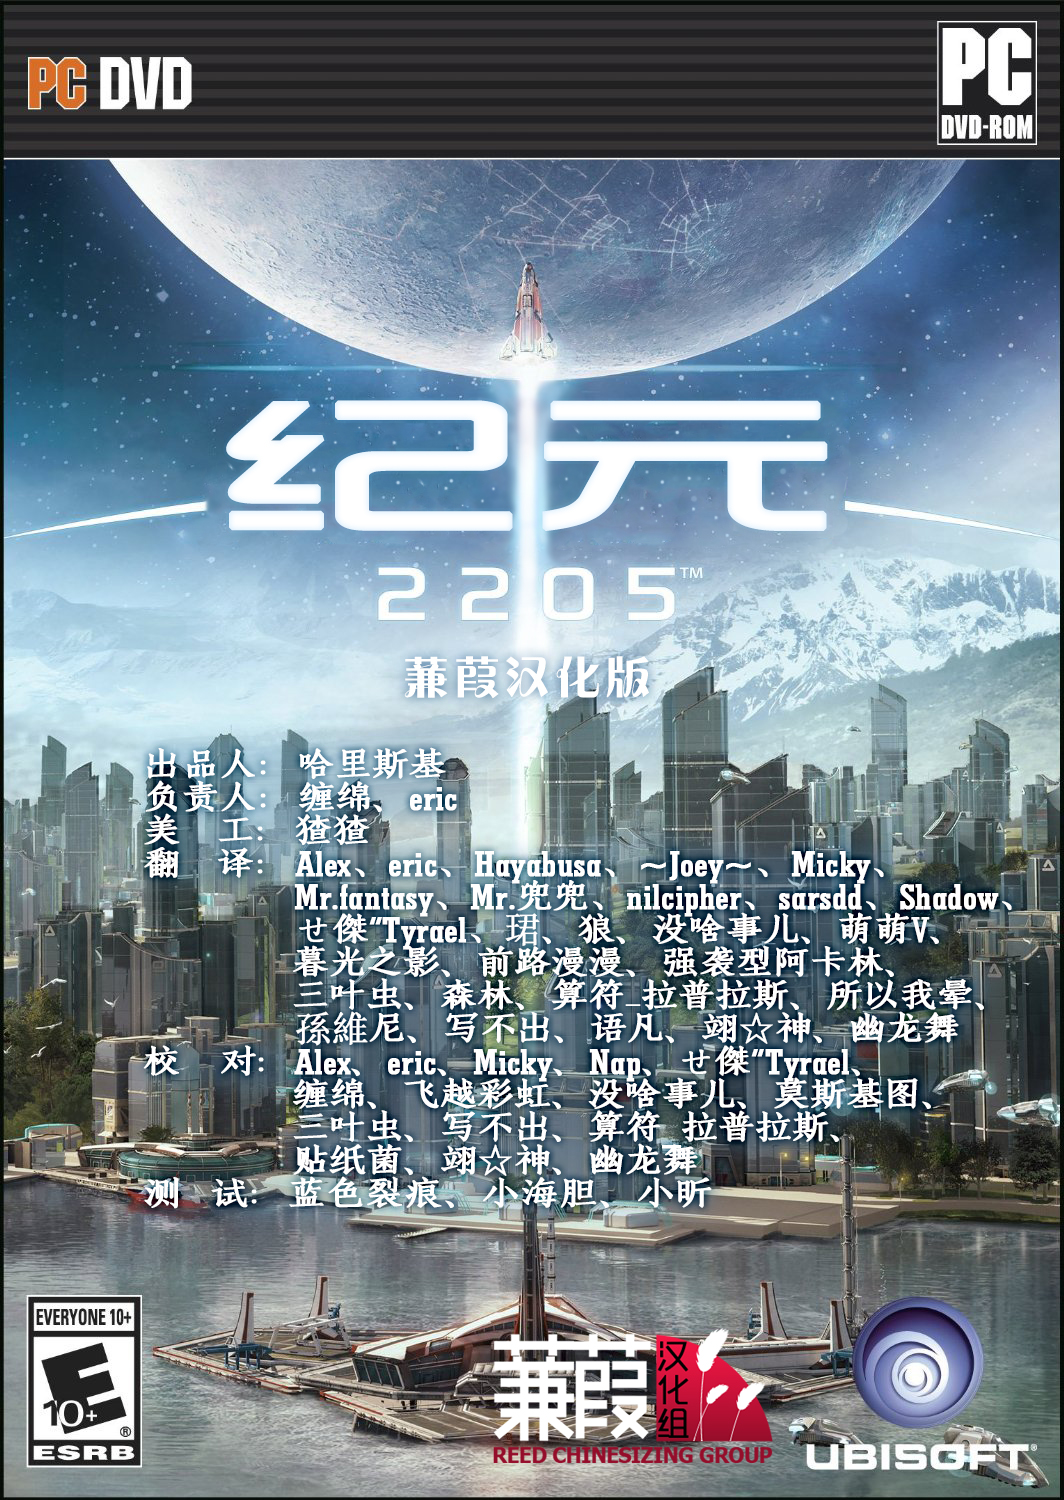 PC DVD
PC
DVD-ROM
纪元
2205™
蒹葭汉化版
出品人: 哈里斯基
负责人: 缠绵、eric
美 工: 猹猹
翻 译: Alex、eric、Hayabusa、~Joey~、Micky、
Mr.fantasy、Mr.兜兜、nilcipher、sarsdd、Shadow、
せ傑"Tyrael、珺、狼、没啥事儿、萌萌V、
暮光之影、前路漫漫、强袭型阿卡林、
三叶虫、森林、算符_拉普拉斯、所以我晕、
孫維尼、写不出、语凡、翊☆神、幽龙舞
校 对: Alex、eric、Micky、Nap、せ傑"Tyrael、
缠绵、飞越彩虹、没啥事儿、莫斯基图、
三叶虫、写不出、算符 拉普拉斯、
贴纸菌、翊☆神、幽龙舞
测 试: 蓝色裂痕、小海胆、小昕
EVERYONE 10+
E
10+
®
ESRB
蒹葭
汉化组
REED CHINESIZING GROUP
UBISOFT®